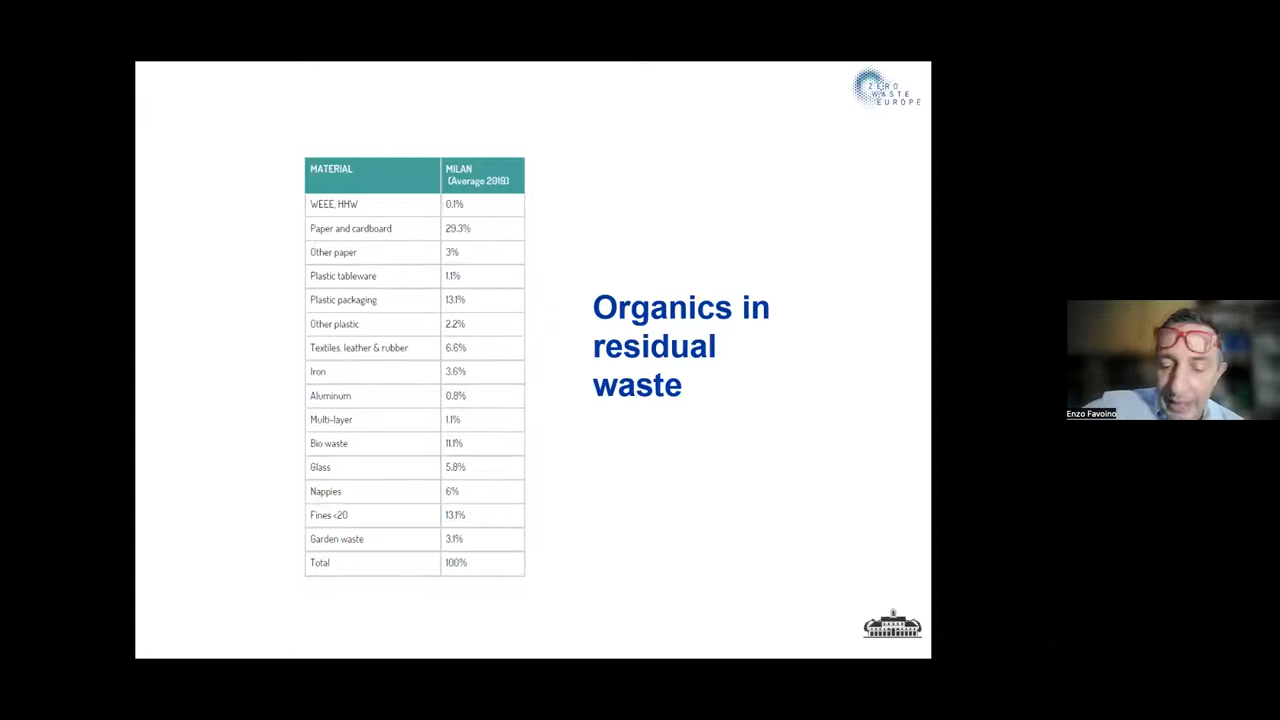 ZERO
WASTE
EUROPE
MATERIAL MILAN
(Average 2019)
WEEE, HHW 0.1%
Paper and cardboard 29.3%
Other paper 3%
Plastic tableware 1.1%
Plastic packaging 13.1%
Other plastic 2.2%
Textiles, leather & rubber 6.6%
Iron 3.6%
Aluminum 0.8%
Multi-layer 1.1%
Bio waste 11.1%
Glass 5.8%
Nappies 6%
Fines <20 13.1%
Garden waste 3.1%
Total 100%
Organics in
residual
waste
Enzo Favoino